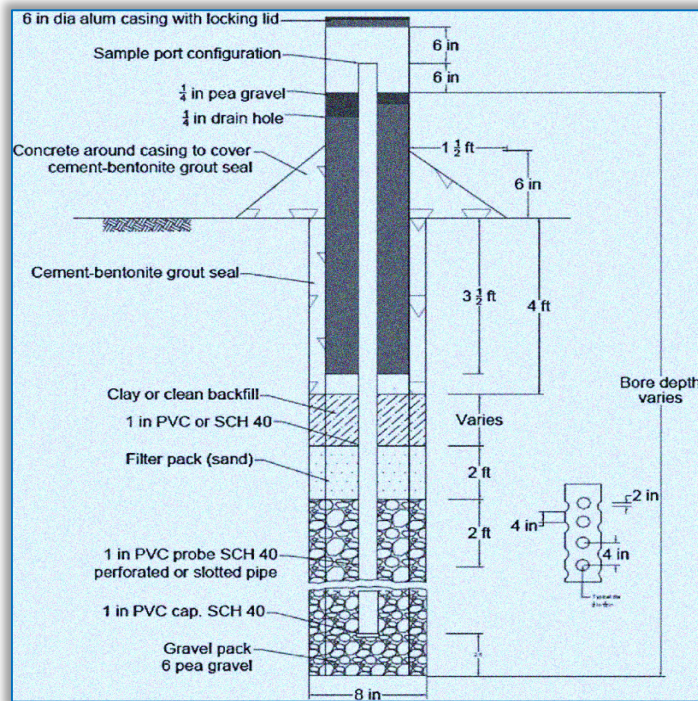 6 in dia alum casing with locking lid
6 in
Sample port configuration
6 in
1/4 in pea gravel
1/4 in drain hole
Concrete around casing to cover
cement-bentonite grout seal
1 1/2 ft
6 in
Cement-bentonite grout seal
3 1/2 ft
4 ft
Bore depth
varies
Clay or clean backfill
1 in PVC or SCH 40
Varies
Filter pack (sand)
2 ft
2 in
4 in
2 ft
4 in
1 in PVC probe SCH 40
perforated or slotted pipe
1 in PVC cap. SCH 40
Gravel pack
6 pea gravel
8 in